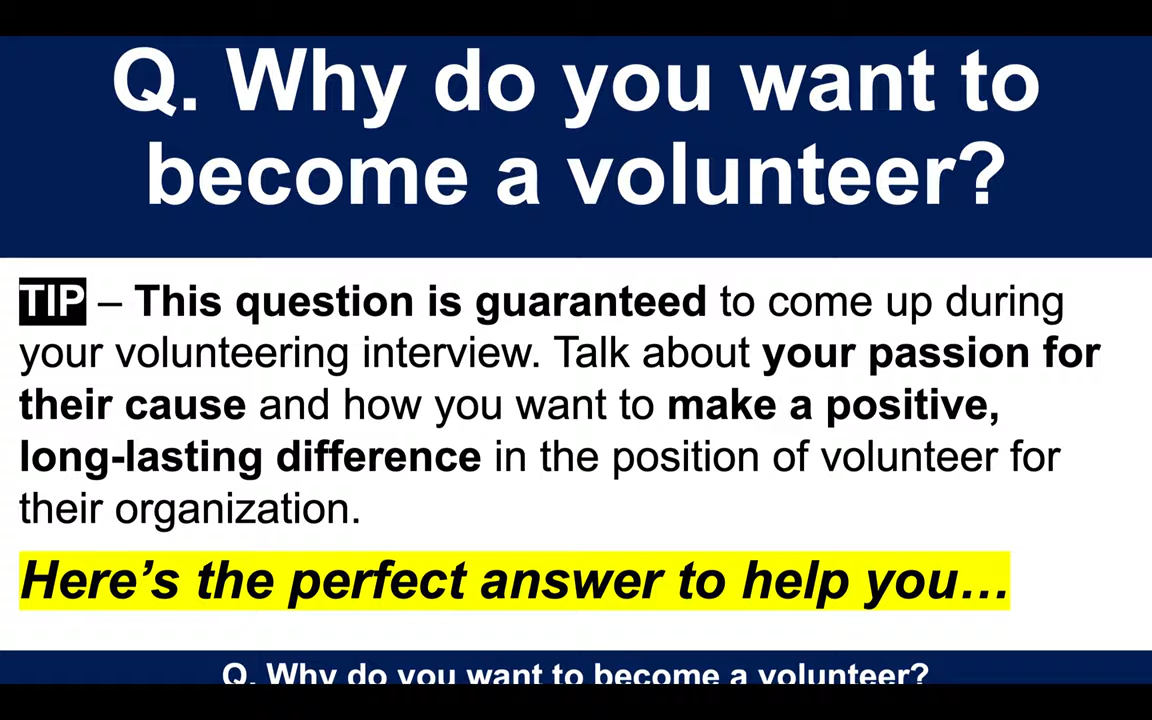 Q. Why do you want to
become a volunteer?
TIP – This question is guaranteed to come up during
your volunteering interview. Talk about your passion for
their cause and how you want to make a positive,
long-lasting difference in the position of volunteer for
their organization.
Here’s the perfect answer to help you…
Q. Why do you want to become a volunteer?